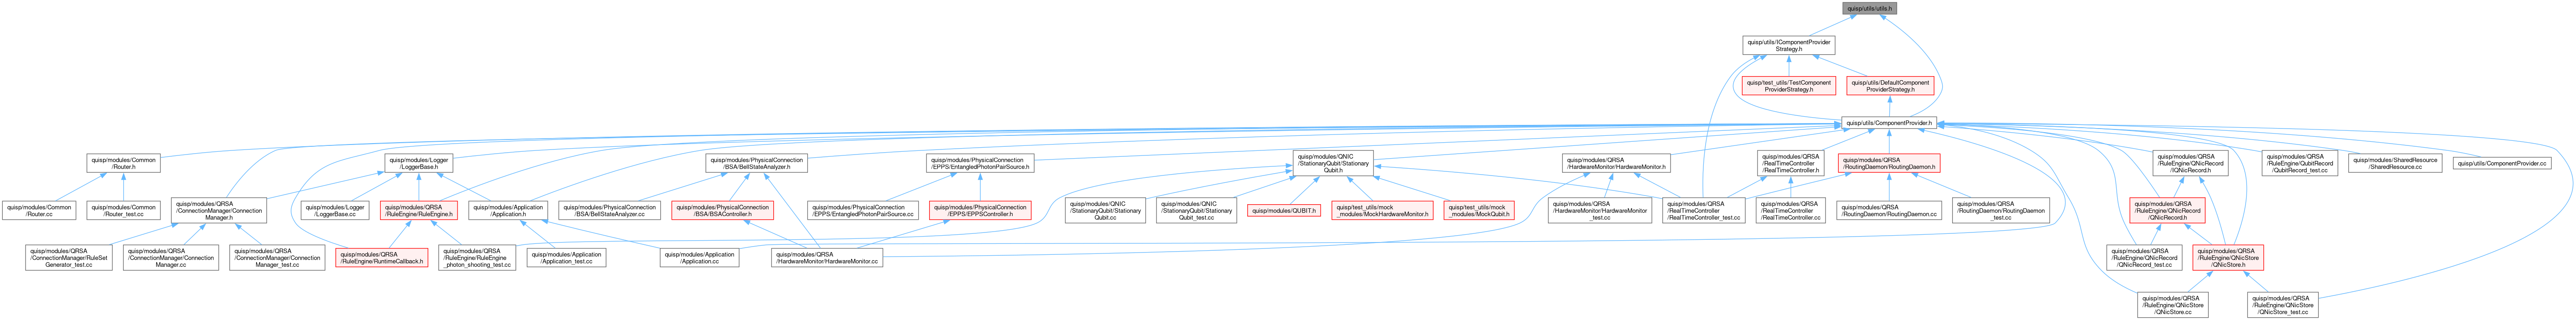 quisp/utils/utils.h
quisp/utils/IComponentProvider
Strategy.h
quisp/test_utils/TestComponent
ProviderStrategy.h
quisp/utils/DefaultComponent
ProviderStrategy.h
quisp/utils/ComponentProvider.h
quisp/modules/Common
/Router.h
quisp/modules/Logger
/LoggerBase.h
quisp/modules/PhysicalConnection
/BSA/BellStateAnalyzer.h
quisp/modules/PhysicalConnection
/EPPS/EntangledPhotonPairSource.h
quisp/modules/QNIC
/StationaryQubit/Stationary
Qubit.h
quisp/modules/QRSA
/HardwareMonitor/HardwareMonitor.h
quisp/modules/QRSA
/RealTimeController
/RealTimeController.h
quisp/modules/QRSA
/RoutingDaemon/RoutingDaemon.h
quisp/modules/QRSA
/RuleEngine/QNicRecord
/IQNicRecord.h
quisp/modules/QRSA
/RuleEngine/QubitRecord
/QubitRecord_test.cc
quisp/modules/SharedResource
/SharedResource.cc
quisp/utils/ComponentProvider.cc
quisp/modules/Common
/Router.cc
quisp/modules/Common
/Router_test.cc
quisp/modules/QRSA
/ConnectionManager/Connection
Manager.h
quisp/modules/Logger
/LoggerBase.cc
quisp/modules/QRSA
/RuleEngine/RuleEngine.h
quisp/modules/Application
/Application.h
quisp/modules/PhysicalConnection
/BSA/BellStateAnalyzer.cc
quisp/modules/PhysicalConnection
/BSA/BSAController.h
quisp/modules/PhysicalConnection
/EPPS/EntangledPhotonPairSource.cc
quisp/modules/PhysicalConnection
/EPPS/EPPSController.h
quisp/modules/QNIC
/StationaryQubit/Stationary
Qubit.cc
quisp/modules/QNIC
/StationaryQubit/Stationary
Qubit_test.cc
quisp/modules/QUBIT.h
quisp/test_utils/mock
_modules/MockHardwareMonitor.h
quisp/test_utils/mock
_modules/MockQubit.h
quisp/modules/QRSA
/HardwareMonitor/HardwareMonitor
_test.cc
quisp/modules/QRSA
/RealTimeController
/RealTimeController_test.cc
quisp/modules/QRSA
/RealTimeController
/RealTimeController.cc
quisp/modules/QRSA
/RoutingDaemon/RoutingDaemon.cc
quisp/modules/QRSA
/RoutingDaemon/RoutingDaemon
_test.cc
quisp/modules/QRSA
/RuleEngine/QNicRecord
/QNicRecord.h
quisp/modules/QRSA
/ConnectionManager/RuleSet
Generator_test.cc
quisp/modules/QRSA
/ConnectionManager/Connection
Manager.cc
quisp/modules/QRSA
/ConnectionManager/Connection
Manager_test.cc
quisp/modules/QRSA
/RuleEngine/RuntimeCallback.h
quisp/modules/QRSA
/RuleEngine/RuleEngine
_photon_shooting_test.cc
quisp/modules/Application
/Application_test.cc
quisp/modules/Application
/Application.cc
quisp/modules/QRSA
/HardwareMonitor/HardwareMonitor.cc
quisp/modules/QRSA
/RuleEngine/QNicRecord
/QNicRecord_test.cc
quisp/modules/QRSA
/RuleEngine/QNicStore
/QNicStore.h
quisp/modules/QRSA
/RuleEngine/QNicStore
/QNicStore.cc
quisp/modules/QRSA
/RuleEngine/QNicStore
/QNicStore_test.cc